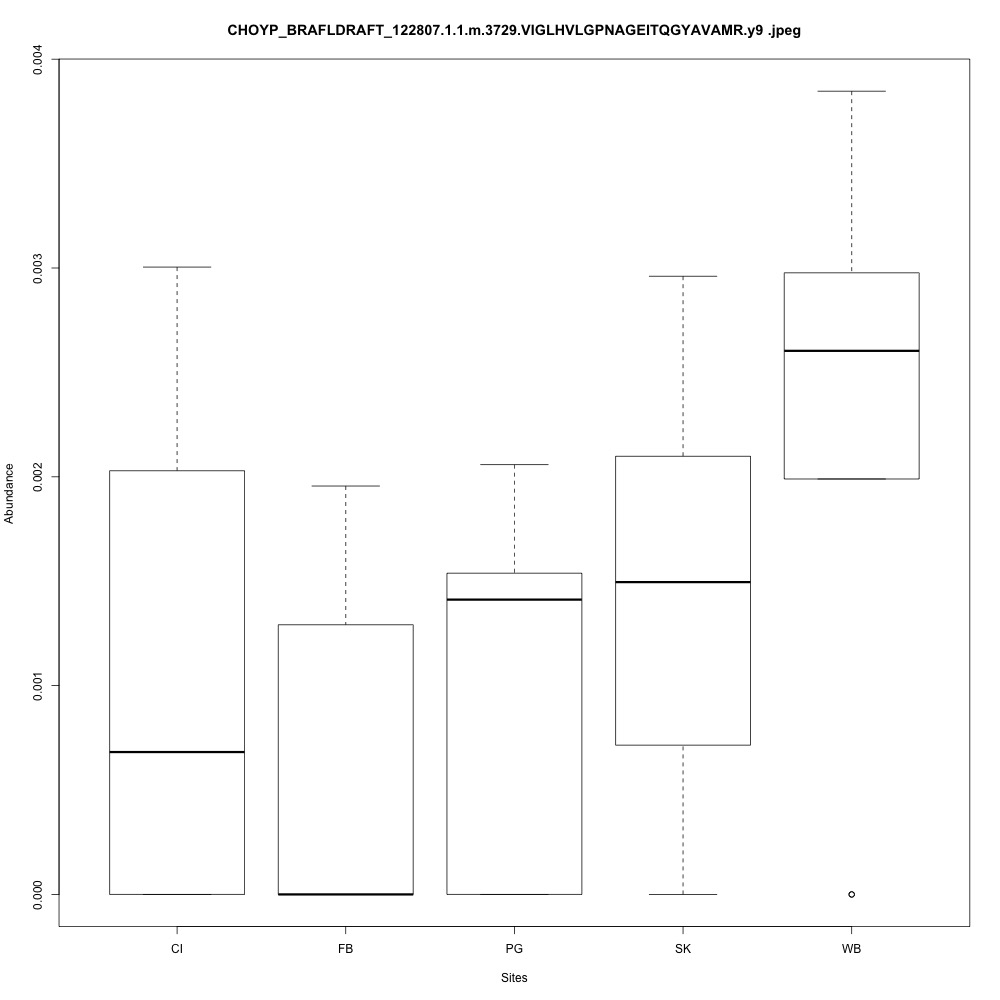 CHOYP_BRAFLDRAFT_122807.1.1.m.3729.VIGLHVLGPNAGEITQGYAVAMR.y9 .jpeg
0.004
0.003
0.002
0.001
0.000
Abundance
CI FB PG SK WB
Sites